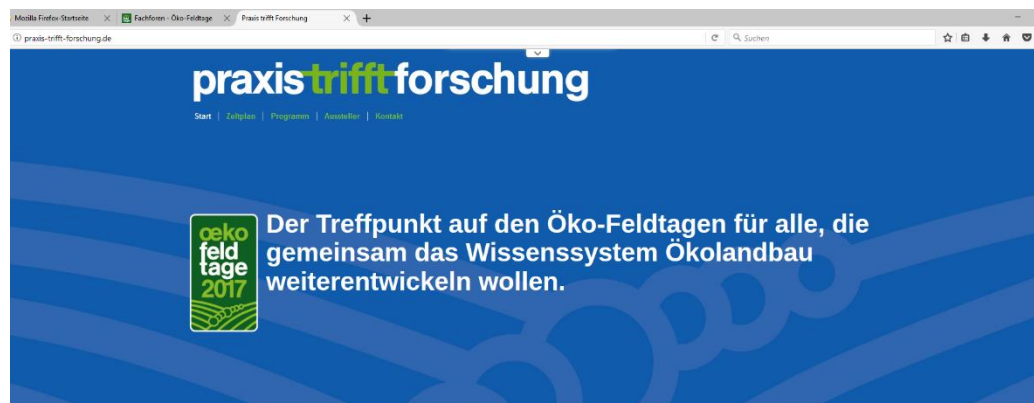 Mozilla Firefox-Startseite
Fachforen - Öko-Feldtage
Praxis trifft Forschung
praxis-trifft-forschung.de
Suchen
praxistrifftforschung
Start | Zeitplan | Programm | Aussteller | Kontakt
oeko
feld
tage
2017
Der Treffpunkt auf den Öko-Feldtagen für alle, die
gemeinsam das Wissenssystem Ökolandbau
weiterentwickeln wollen.